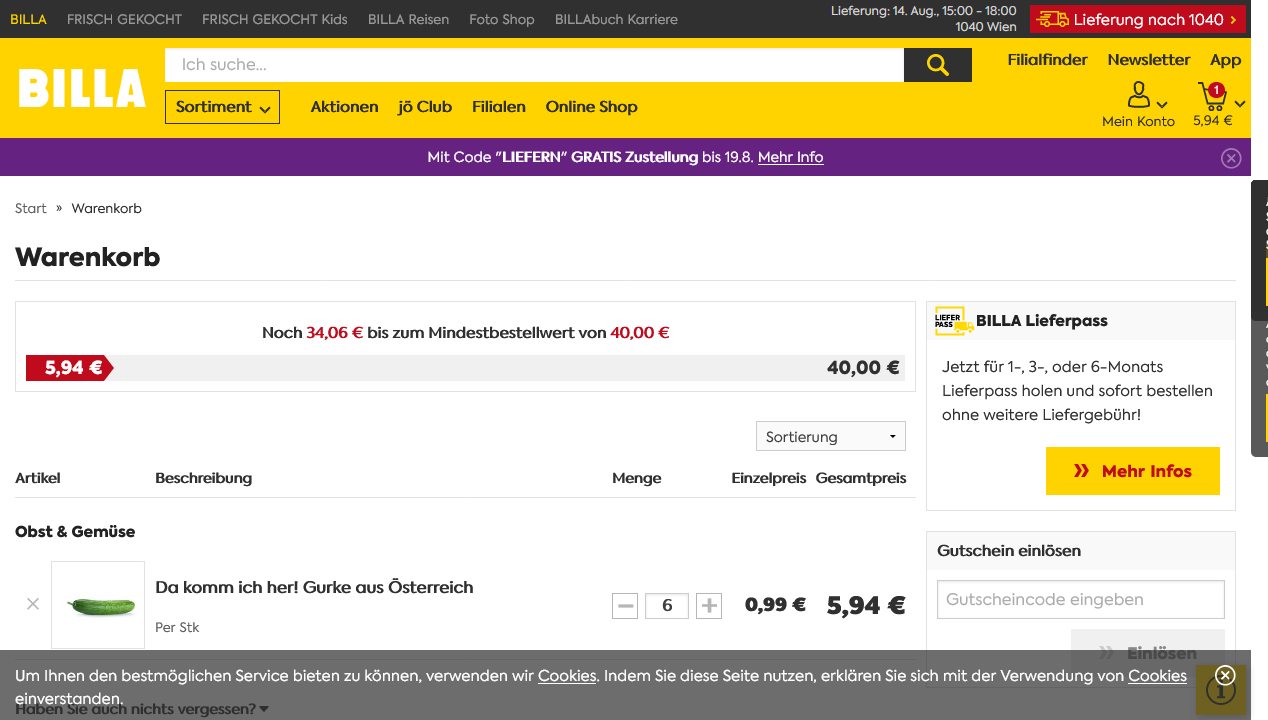 BILLA FRISCH GEKOCHT FRISCH GEKOCHT Kids BILLA Reisen Foto Shop BILLAbuch Karriere
Lieferung: 14. Aug., 15:00 - 18:00
1040 Wien
Lieferung nach 1040
BILLA
Ich suche...
Filialfinder Newsletter App
Sortiment Aktionen jö Club Filialen Online Shop
1
Mein Konto 5,94 €
Mit Code "LIEFERN" GRATIS Zustellung bis 19.8. Mehr Info
Start » Warenkorb
Warenkorb
Noch 34,06 € bis zum Mindestbestellwert von 40,00 €
5,94 € 40,00 €
Sortierung
Artikel Beschreibung Menge Einzelpreis Gesamtpreis
Obst & Gemüse
Da komm ich her! Gurke aus Österreich
6 0,99 € 5,94 €
Per Stk
LIEFER
PASS
BILLA Lieferpass
Jetzt für 1-, 3-, oder 6-Monats
Lieferpass holen und sofort bestellen
ohne weitere Liefergebühr!
Mehr Infos
Gutschein einlösen
Gutscheincode eingeben
Einlösen
Um Ihnen den bestmöglichen Service bieten zu können, verwenden wir Cookies. Indem Sie diese Seite nutzen, erklären Sie sich mit der Verwendung von Cookies
einverstanden.
Haben Sie auch nichts vergessen?